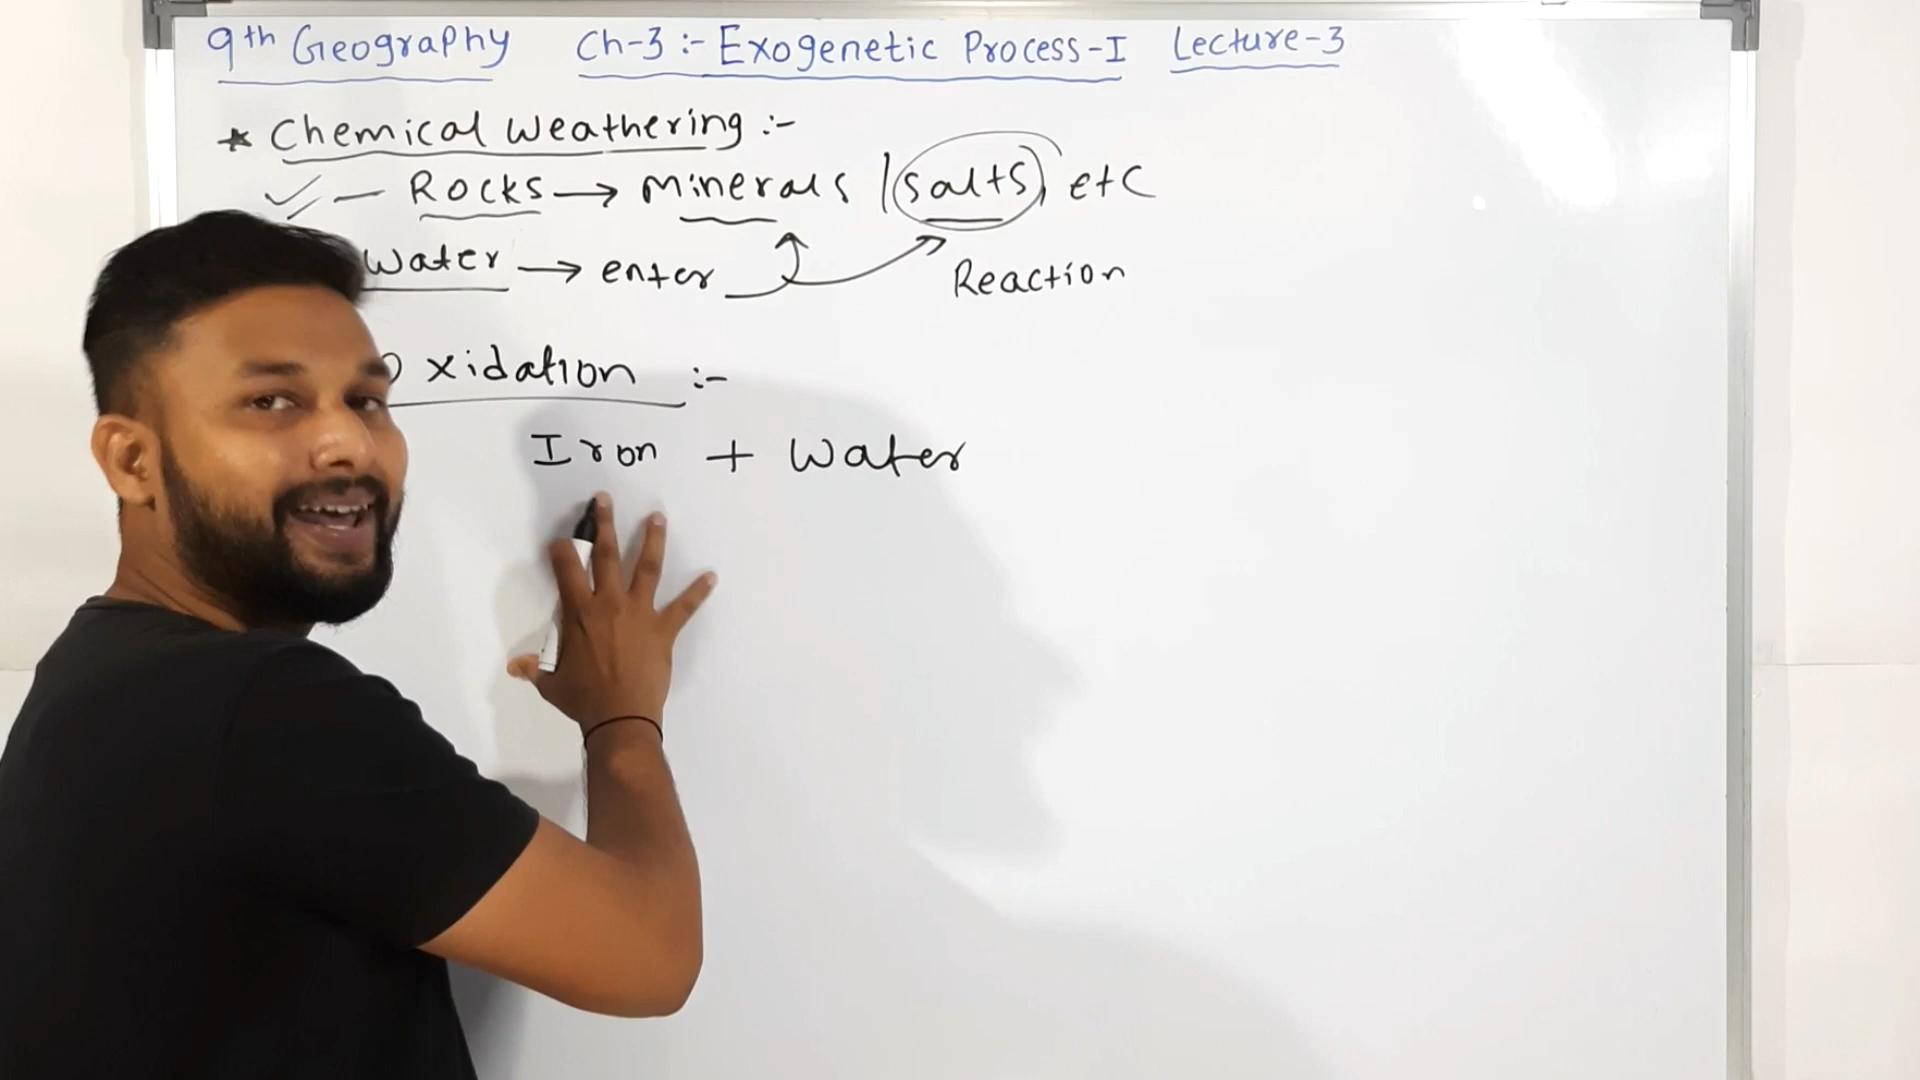 9th Geography Ch-3 :- Exogenetic Process-I Lecture-3
* Chemical weathering :-
— Rocks → minerals / salts, etc
Water → enter Reaction
Oxidation :-
Iron + Water